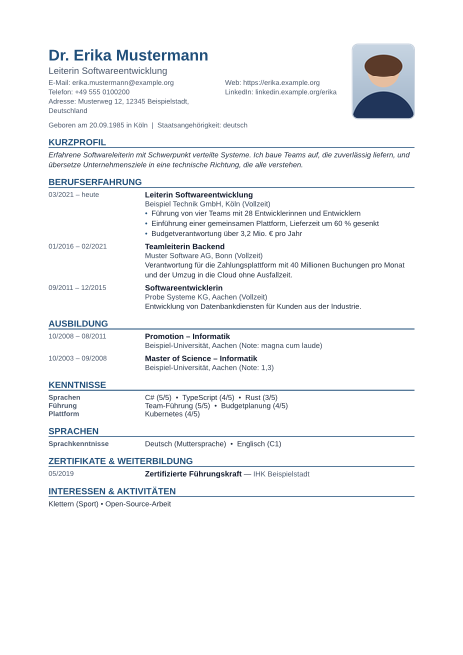 Dr. Erika Mustermann
Leiterin Softwareentwicklung
E-Mail: erika.mustermann@example.org
Web: https://erika.example.org
Telefon: +49 555 0100200
LinkedIn: linkedin.example.org/erika
Adresse: Musterweg 12, 12345 Beispielstadt,
Deutschland
Geboren am 20.09.1985 in Köln | Staatsangehörigkeit: deutsch
KURZPROFIL
Erfahrene Softwareleiterin mit Schwerpunkt verteilte Systeme. Ich baue Teams auf, die zuverlässig liefern, und
übersetze Unternehmensziele in eine technische Richtung, die alle verstehen.
BERUFSERFAHRUNG
03/2021 – heute
Leiterin Softwareentwicklung
Beispiel Technik GmbH, Köln (Vollzeit)
• Führung von vier Teams mit 28 Entwicklerinnen und Entwicklern
• Einführung einer gemeinsamen Plattform, Lieferzeit um 60 % gesenkt
• Budgetverantwortung über 3,2 Mio. € pro Jahr
01/2016 – 02/2021
Teamleiterin Backend
Muster Software AG, Bonn (Vollzeit)
Verantwortung für die Zahlungsplattform mit 40 Millionen Buchungen pro Monat
und der Umzug in die Cloud ohne Ausfallzeit.
09/2011 – 12/2015
Softwareentwicklerin
Probe Systeme KG, Aachen (Vollzeit)
Entwicklung von Datenbankdiensten für Kunden aus der Industrie.
AUSBILDUNG
10/2008 – 08/2011
Promotion – Informatik
Beispiel-Universität, Aachen (Note: magna cum laude)
10/2003 – 09/2008
Master of Science – Informatik
Beispiel-Universität, Aachen (Note: 1,3)
KENNTNISSE
Sprachen C# (5/5) • TypeScript (4/5) • Rust (3/5)
Führung Team-Führung (5/5) • Budgetplanung (4/5)
Plattform Kubernetes (4/5)
SPRACHEN
Sprachkenntnisse Deutsch (Muttersprache) • Englisch (C1)
ZERTIFIKATE & WEITERBILDUNG
05/2019 Zertifizierte Führungskraft — IHK Beispielstadt
INTERESSEN & AKTIVITÄTEN
Klettern (Sport) • Open-Source-Arbeit